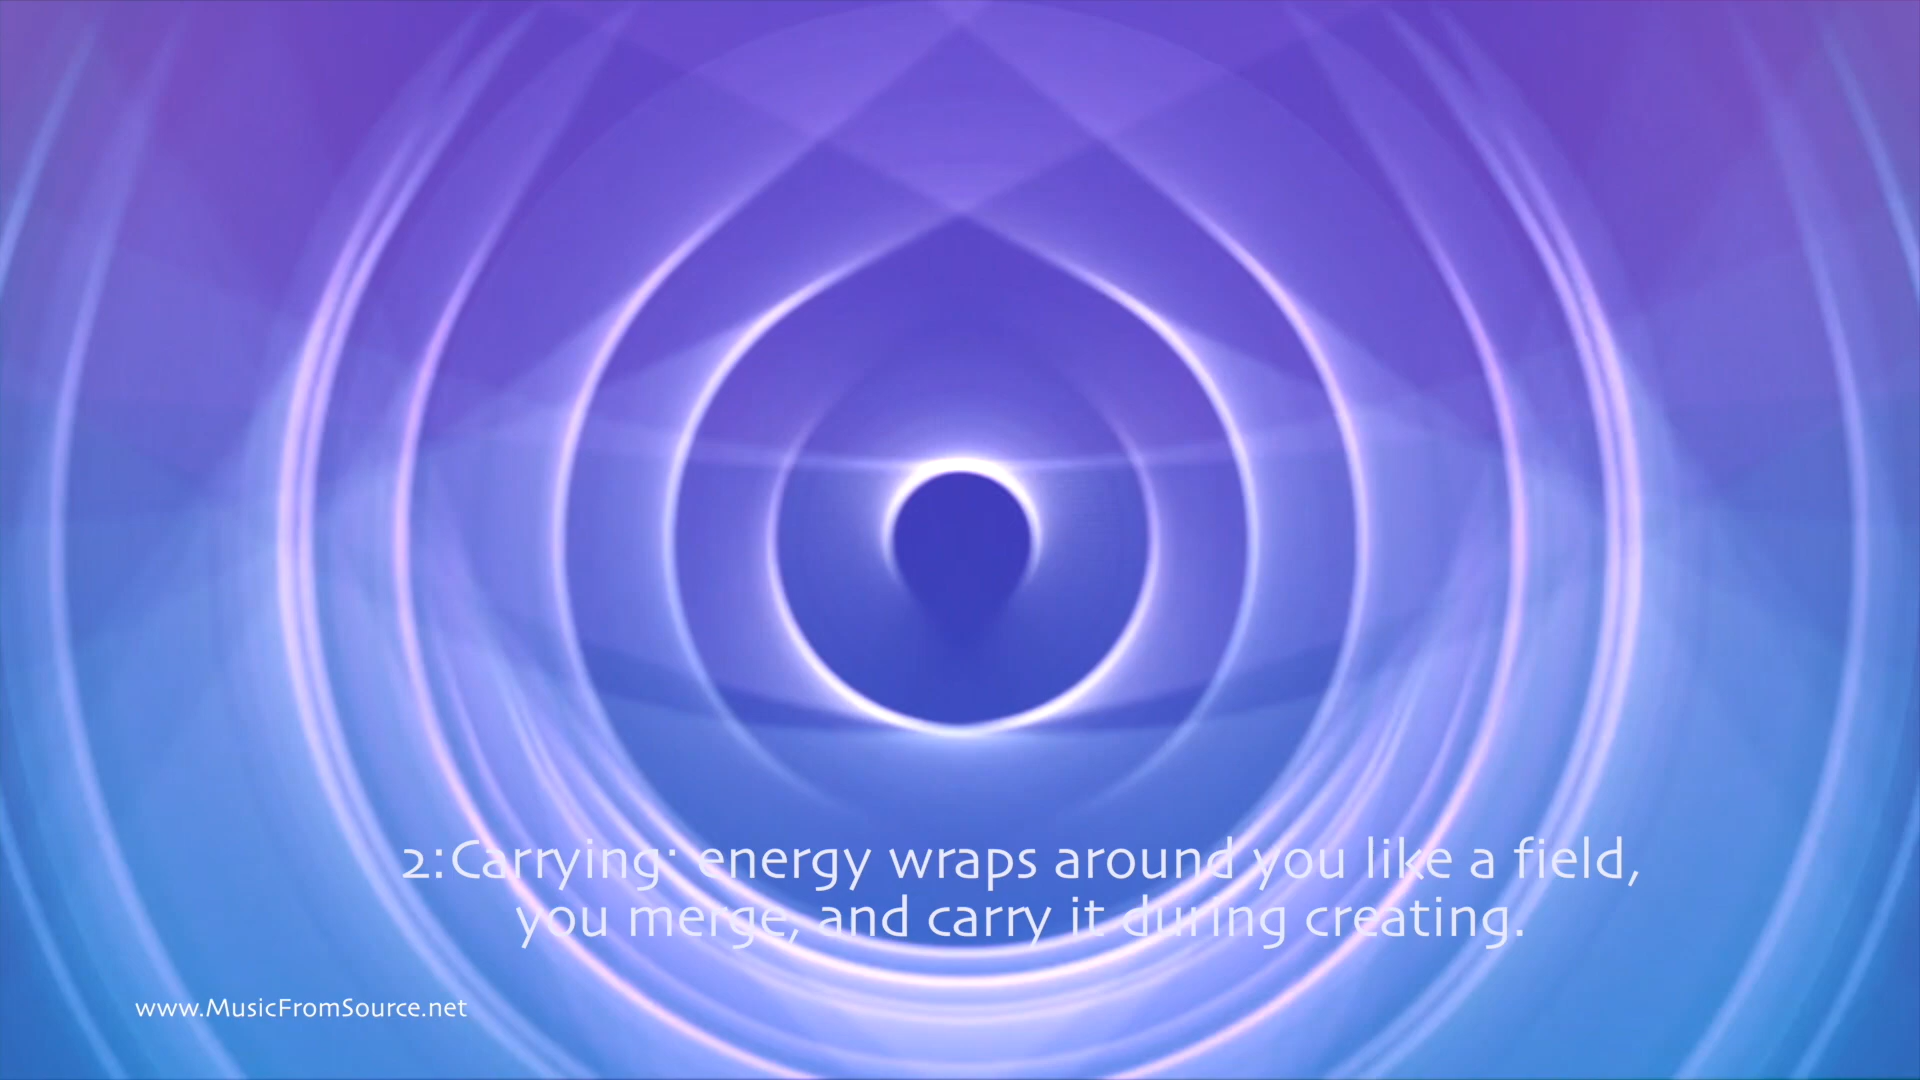 2:Carrying: energy wraps around you like a field,
you merge, and carry it during creating.
www.MusicFromSource.net